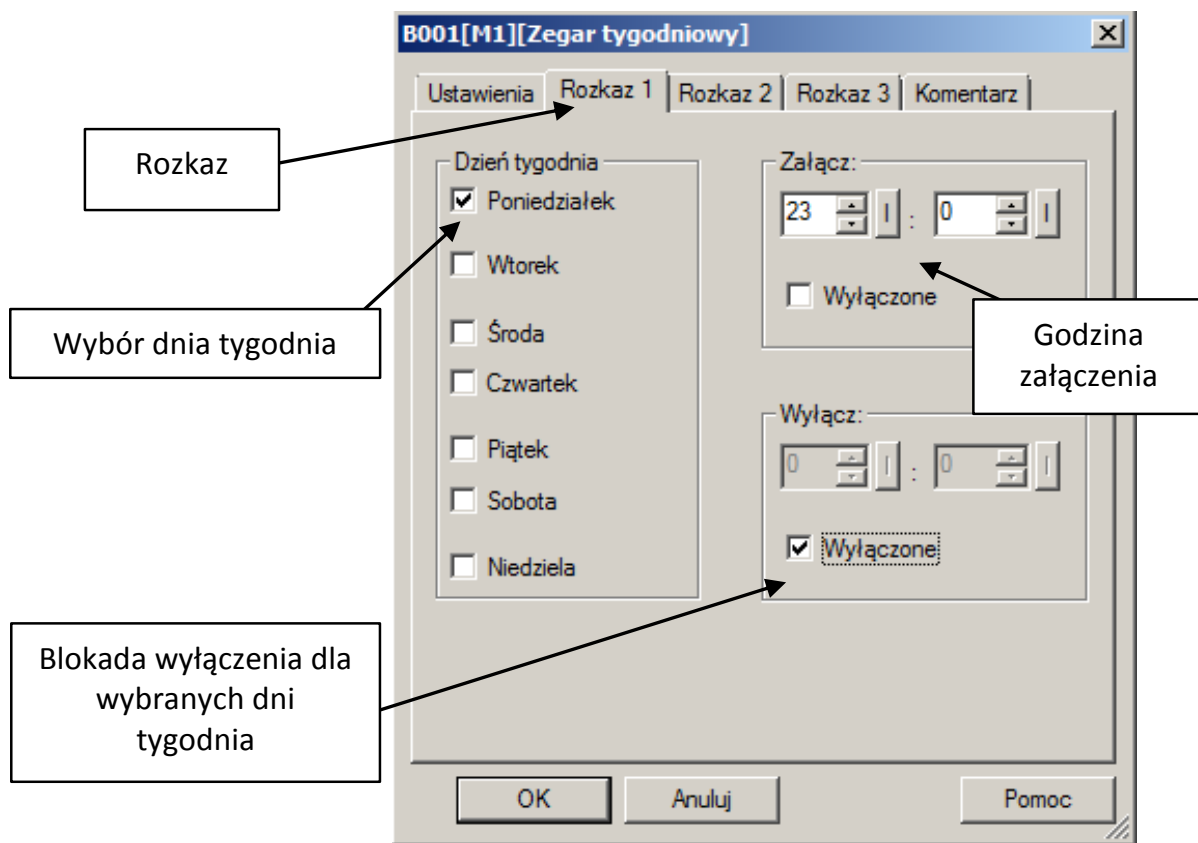 B001[M1][Zegar tygodniowy]
Ustawienia Rozkaz 1 Rozkaz 2 Rozkaz 3 Komentarz
Rozkaz
Dzień tygodnia
Poniedziałek
Wtorek
Środa
Czwartek
Piątek
Sobota
Niedziela
Załącz:
23 : 0
Wyłączone
Wyłącz:
0 : 0
Wyłączone
Wybór dnia tygodnia
Godzina
załączenia
Blokada wyłączenia dla
wybranych dni
tygodnia
OK Anuluj Pomoc